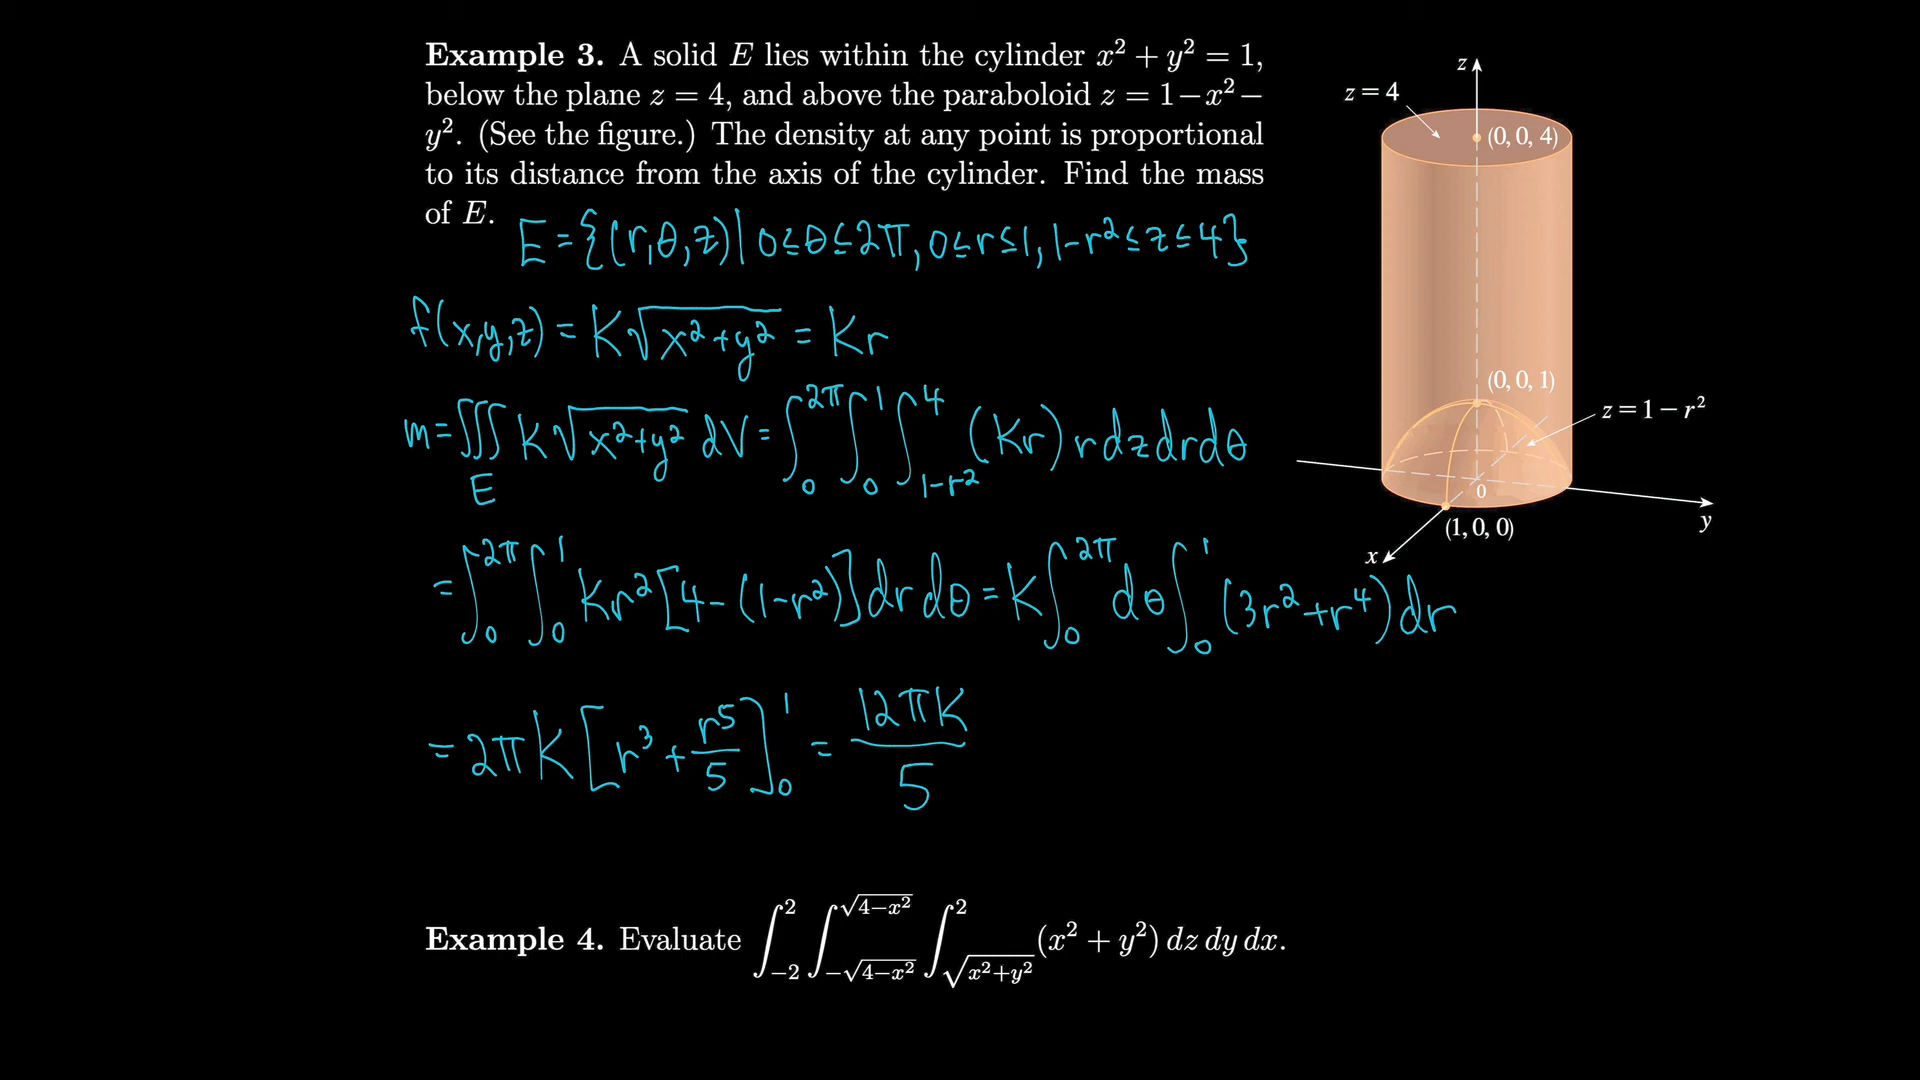 Example 3. A solid E lies within the cylinder x² + y² = 1,
below the plane z = 4, and above the paraboloid z = 1−x²−
y². (See the figure.) The density at any point is proportional
to its distance from the axis of the cylinder. Find the mass
of E.
E = {(r,θ,z)| 0≤θ≤2π, 0≤r≤1, 1-r²≤z≤4}
f(x,y,z) = K√(x²+y²) = Kr
m = ∭_E K√(x²+y²) dV = ∫_0^{2π} ∫_0^1 ∫_{1-r²}^4 (Kr) r dz dr dθ
= ∫_0^{2π} ∫_0^1 Kr² [4-(1-r²)] dr dθ = K ∫_0^{2π} dθ ∫_0^1 (3r²+r⁴) dr
= 2πK [r³ + r⁵/5]_0^1 = 12πK/5
z
z = 4
(0, 0, 4)
(0, 0, 1)
z = 1 − r²
0
(1, 0, 0)
y
x
Example 4. Evaluate ∫_{−2}^{2} ∫_{−√(4−x²)}^{√(4−x²)} ∫_{√(x²+y²)}^{2} (x² + y²) dz dy dx.